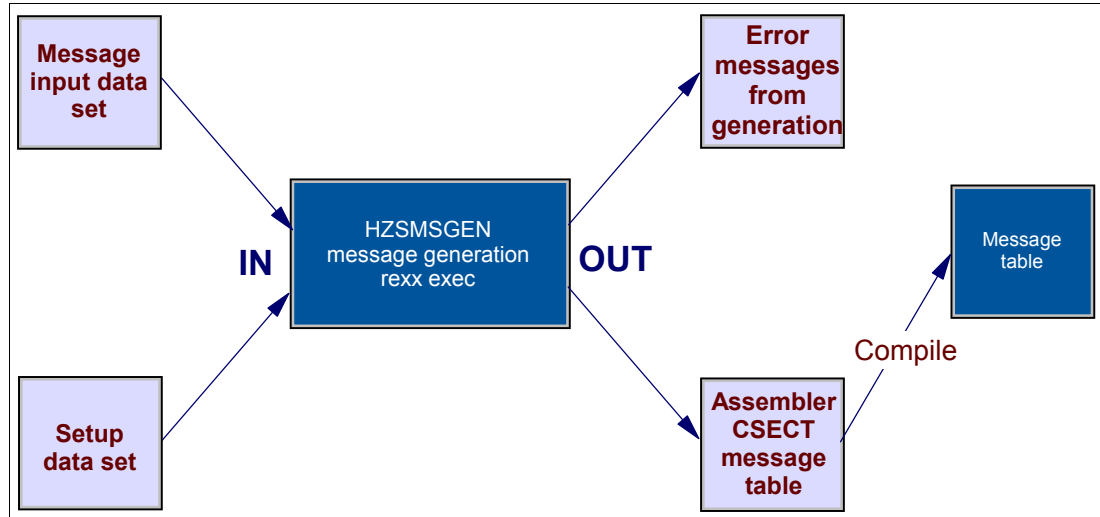 Message
input data
set
Error
messages
from
generation
HZSMSGEN
message generation
rexx exec
IN
OUT
Message
table
Compile
Setup
data set
Assembler
CSECT
message
table